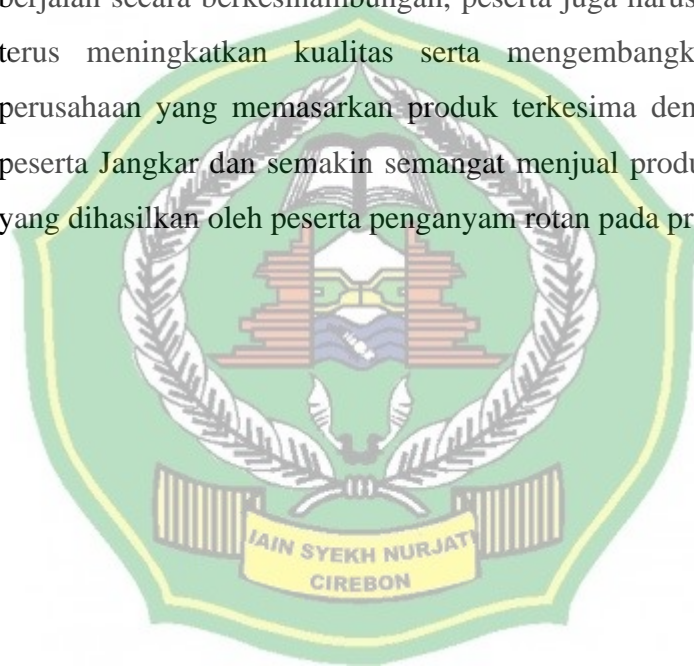 berjalan secara berkesinambungan, peserta juga harus
terus meningkatkan kualitas serta mengembangk
perusahaan yang memasarkan produk terkesima den
peserta Jangkar dan semakin semangat menjual produ
yang dihasilkan oleh peserta penganyam rotan pada pr
IAIN SYEKH NURJATI
CIREBON